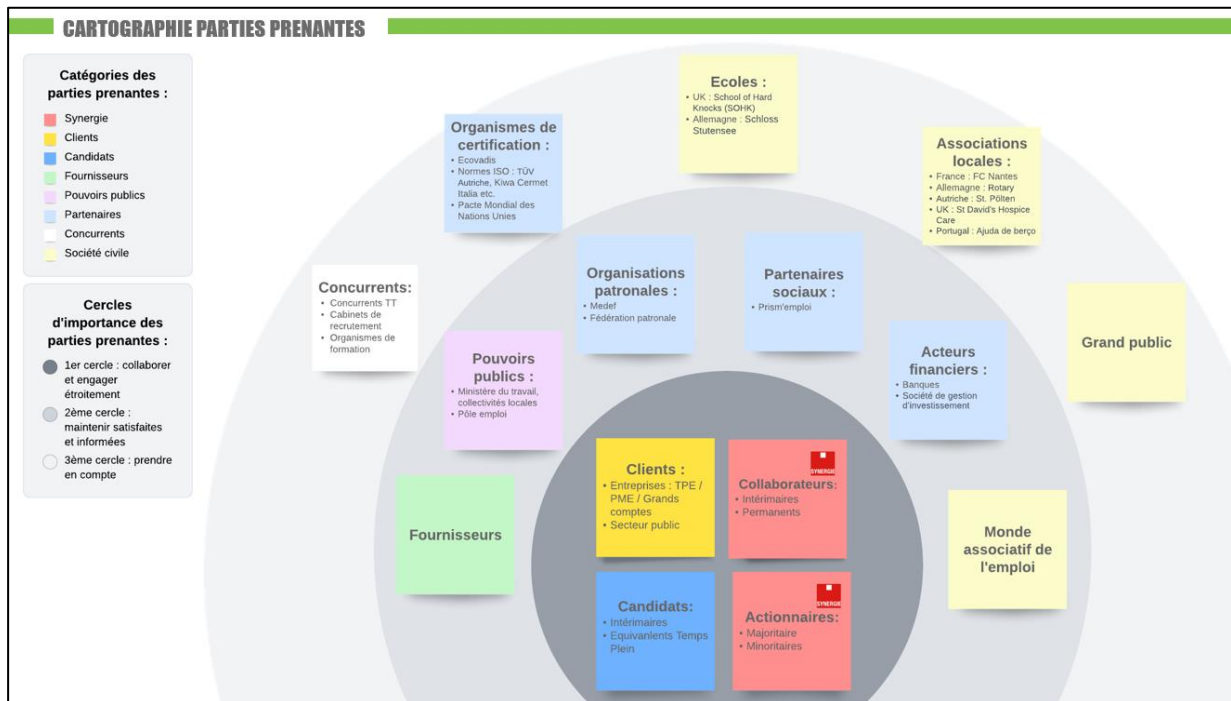 CARTOGRAPHIE PARTIES PRENANTES
Catégories des
parties prenantes :
Synergie
Clients
Candidats
Fournisseurs
Pouvoirs publics
Partenaires
Concurrents
Société civile
Cercles
d'importance des
parties prenantes :
1er cercle : collaborer
et engager
étroitement
2ème cercle :
maintenir satisfaites
et informées
3ème cercle : prendre
en compte
Ecoles :
• UK : School of Hard
Knocks (SOHK)
• Allemagne : Schloss
Stutensee
Organismes de
certification :
• Ecovadis
• Normes ISO : TÜV
Autriche, Kiwa Cermet
Italia etc.
• Pacte Mondial des
Nations Unies
Associations
locales :
• France : FC Nantes
• Allemagne : Rotary
• Autriche : St. Pölten
• UK : St David's Hospice
Care
• Portugal : Ajuda de berço
Concurrents:
• Concurrents TT
• Cabinets de
recrutement
• Organismes de
formation
Organisations
patronales :
• Medef
• Fédération patronale
Partenaires
sociaux :
• Prism'emploi
Grand public
Pouvoirs
publics :
• Ministère du travail,
collectivités locales
• Pôle emploi
Acteurs
financiers :
• Banques
• Société de gestion
d'investissement
Clients :
• Entreprises : TPE /
PME / Grands
comptes
• Secteur public
SYNERGIE
Collaborateurs:
• Intérimaires
• Permanents
Fournisseurs
Monde
associatif de
l'emploi
Candidats:
• Intérimaires
• Equivanlents Temps
Plein
SYNERGIE
Actionnaires:
• Majoritaire
• Minoritaires